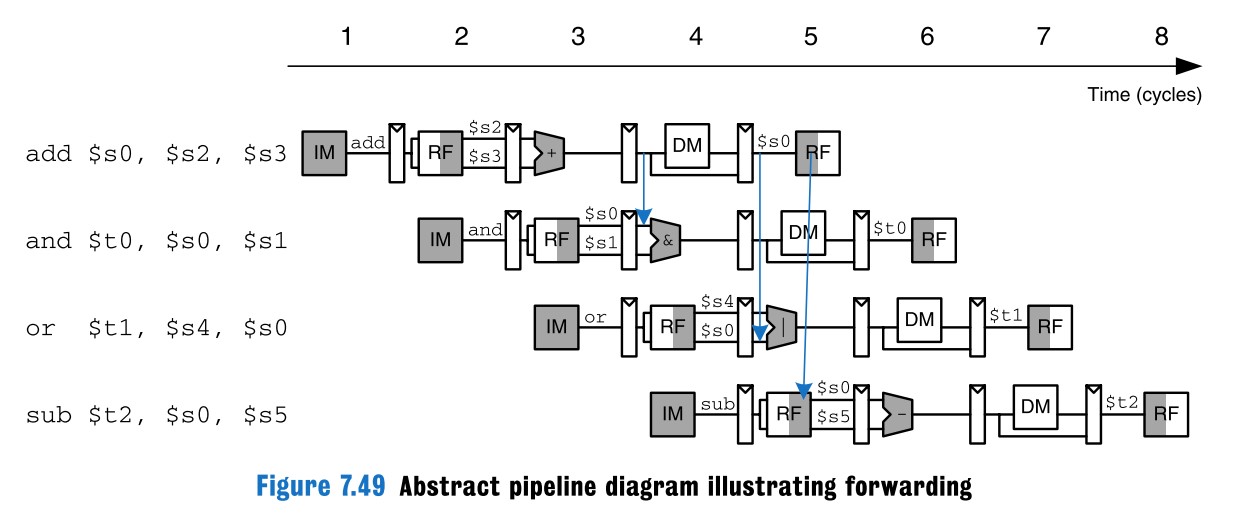 1 2 3 4 5 6 7 8
Time (cycles)
add $s0, $s2, $s3 IM add RF $s2 $s3 + DM $s0 RF
and $t0, $s0, $s1 IM and RF $s0 $s1 & DM $t0 RF
or $t1, $s4, $s0 IM or RF $s4 $s0 | DM $t1 RF
sub $t2, $s0, $s5 IM sub RF $s0 $s5 - DM $t2 RF
Figure 7.49 Abstract pipeline diagram illustrating forwarding